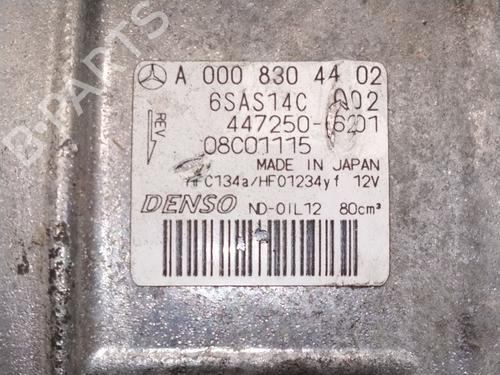 A 000 830 44 02
6SAS14C 002
REV
447250-6201
08C01115
MADE IN JAPAN
HFC134a/HFO1234yf 12V
DENSO ND-OIL12 80cm³
B-PARTS